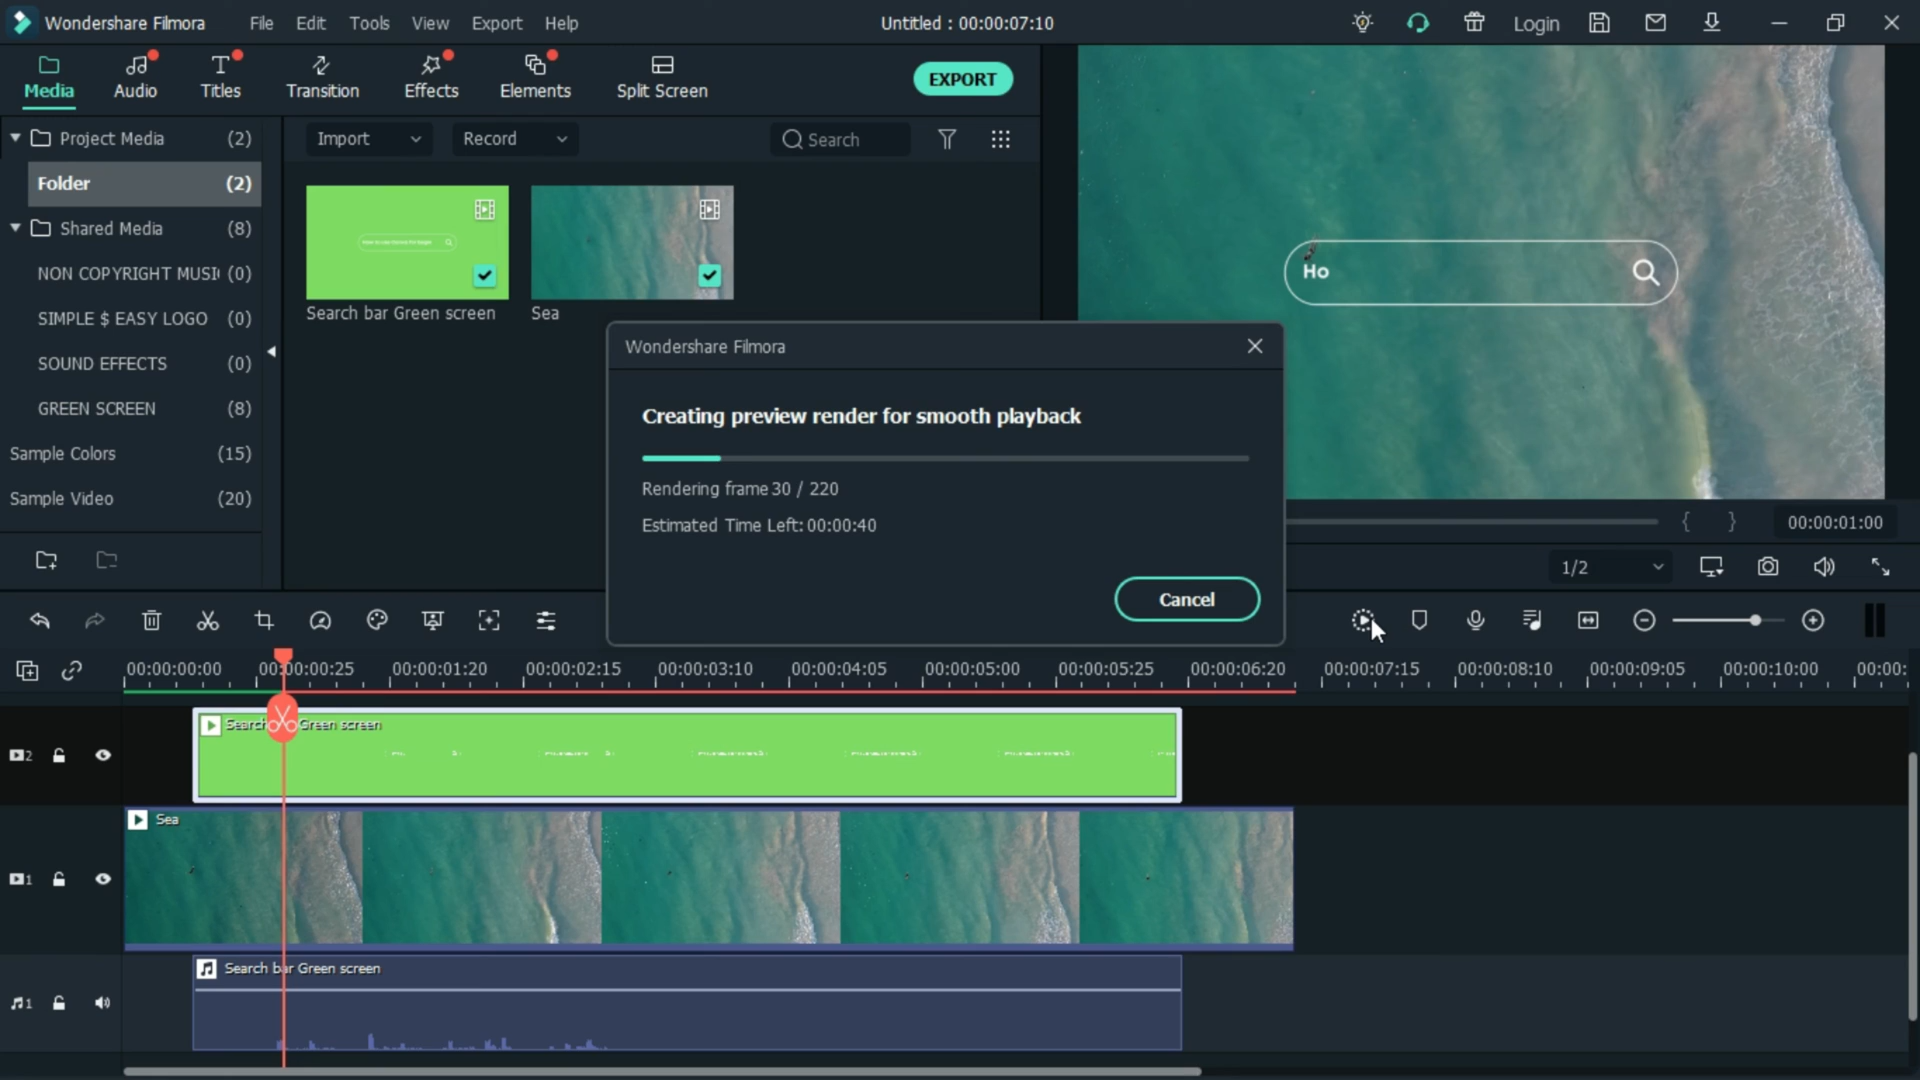 Wondershare Filmora
File Edit Tools View Export Help
Untitled : 00:00:07:10
Login
Media
Audio
Titles
Transition
Effects
Elements
Split Screen
EXPORT
Project Media (2)
Folder (2)
Shared Media (8)
NON COPYRIGHT MUSI (0)
SIMPLE $ EASY LOGO (0)
SOUND EFFECTS (0)
GREEN SCREEN (8)
Sample Colors (15)
Sample Video (20)
Import
Record
Search
Search bar Green screen
Sea
Ho
Wondershare Filmora
Creating preview render for smooth playback
Rendering frame 30 / 220
Estimated Time Left: 00:00:40
Cancel
{ }
00:00:01:00
1/2
00:00:00:00 00:00:00:25 00:00:01:20 00:00:02:15 00:00:03:10 00:00:04:05 00:00:05:00 00:00:05:25 00:00:06:20 00:00:07:15 00:00:08:10 00:00:09:05 00:00:10:00 00:00:
2
Search Green screen
1
Sea
1
Search bar Green screen